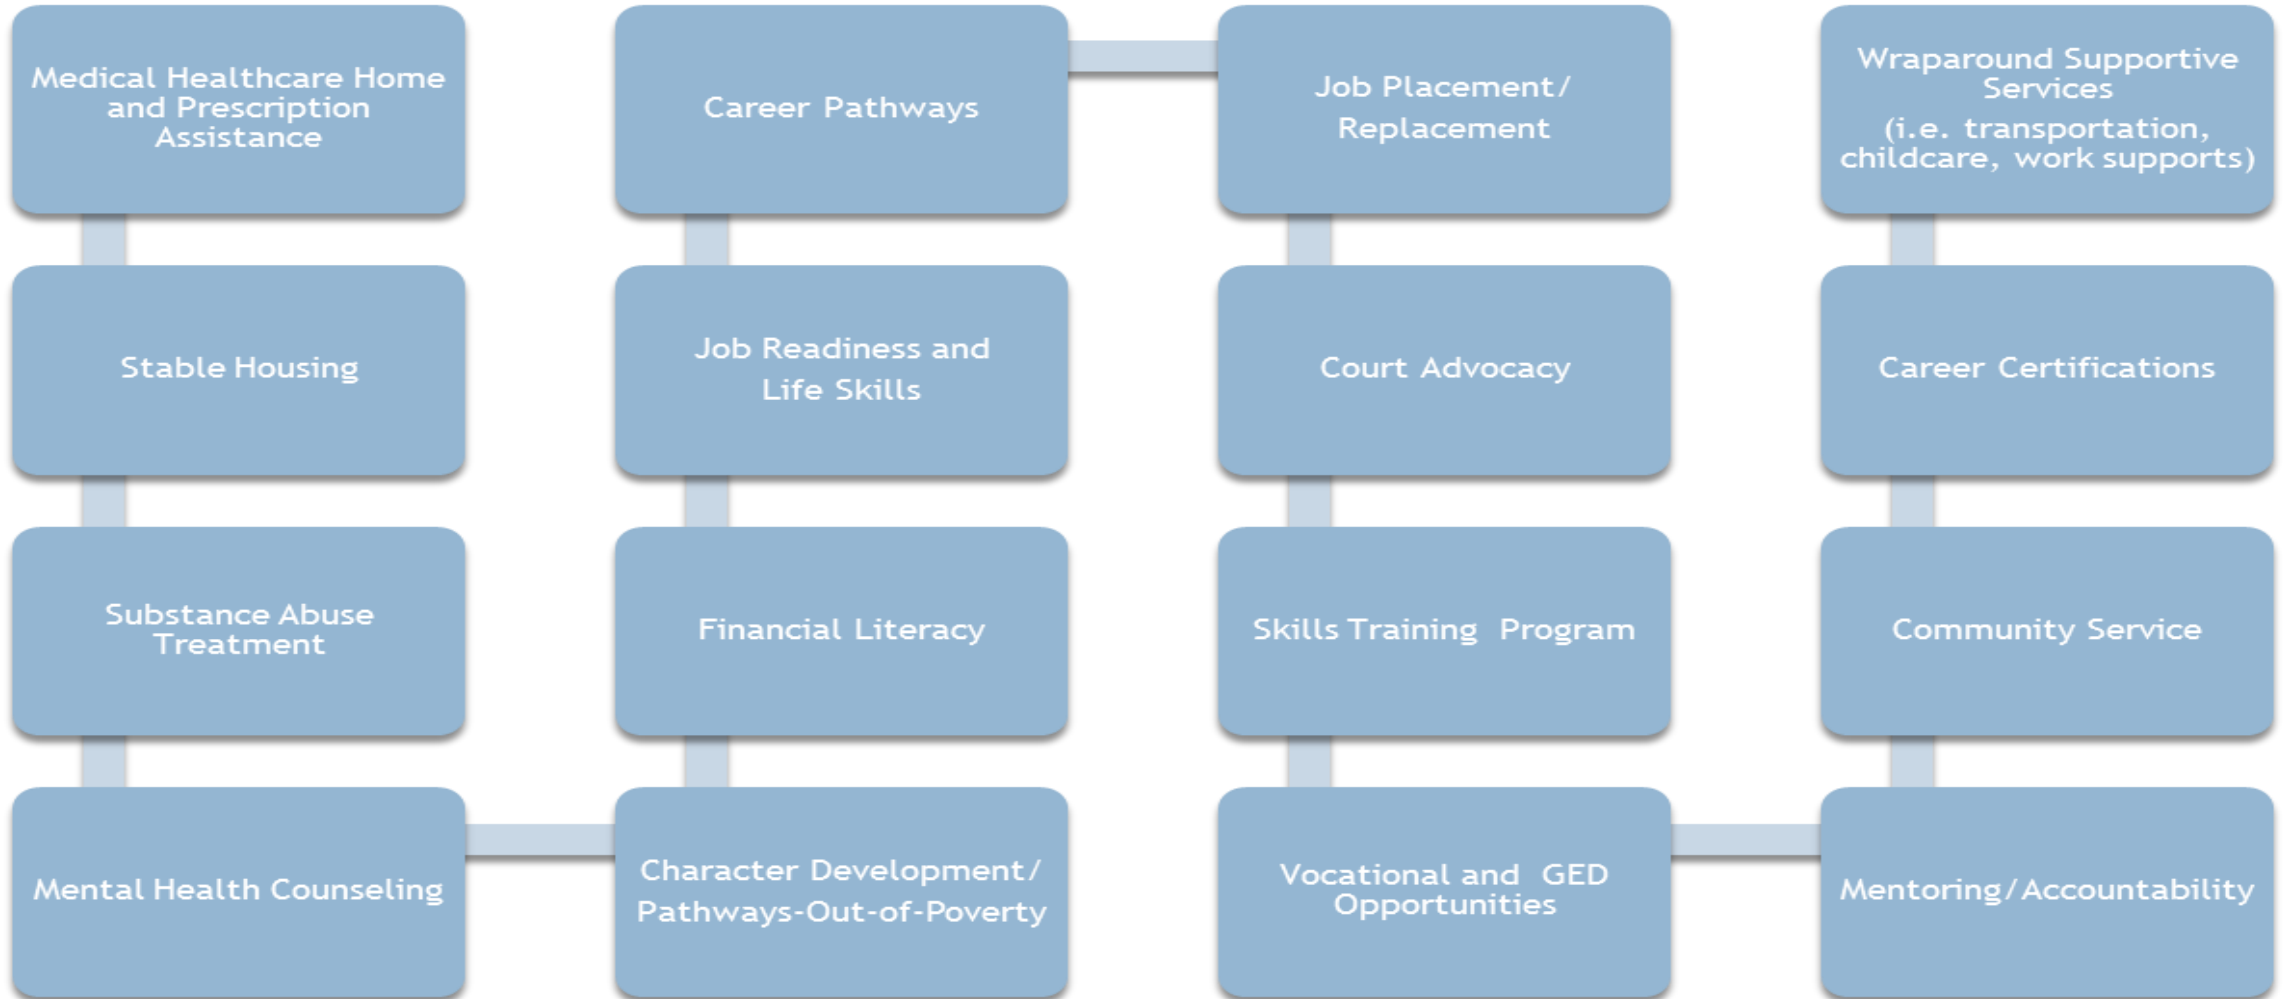 Medical Healthcare Home
and Prescription
Assistance
Stable Housing
Substance Abuse
Treatment
Mental Health Counseling
Character Development/
Pathways-Out-of-Poverty
Financial Literacy
Job Readiness and
Life Skills
Career Pathways
Job Placement/
Replacement
Court Advocacy
Skills Training Program
Vocational and GED
Opportunities
Mentoring/Accountability
Community Service
Career Certifications
Wraparound Supportive
Services
(i.e. transportation,
childcare, work supports)